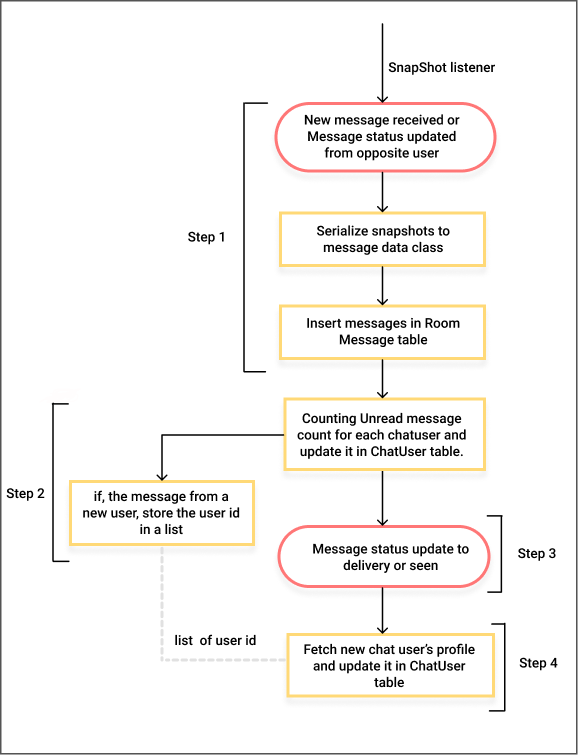 SnapShot listener
New message received or
Message status updated
from opposite user
Step 1
Serialize snapshots to
message data class
Insert messages in Room
Message table
Counting Unread message
count for each chatuser and
update it in ChatUser table.
Step 2
if, the message from a
new user, store the user id
in a list
Message status update to
delivery or seen
Step 3
list of user id
Fetch new chat user’s profile
and update it in ChatUser
table
Step 4